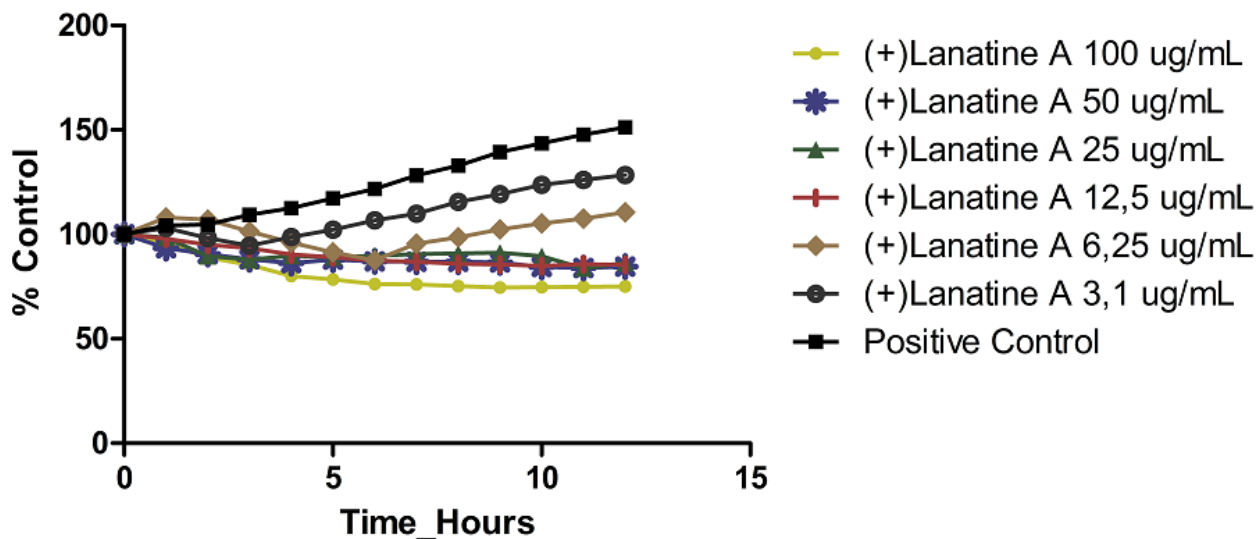 200
150
100
50
0
% Control
0 5 10 15
Time_Hours
(+)Lanatine A 100 ug/mL
(+)Lanatine A 50 ug/mL
(+)Lanatine A 25 ug/mL
(+)Lanatine A 12,5 ug/mL
(+)Lanatine A 6,25 ug/mL
(+)Lanatine A 3,1 ug/mL
Positive Control